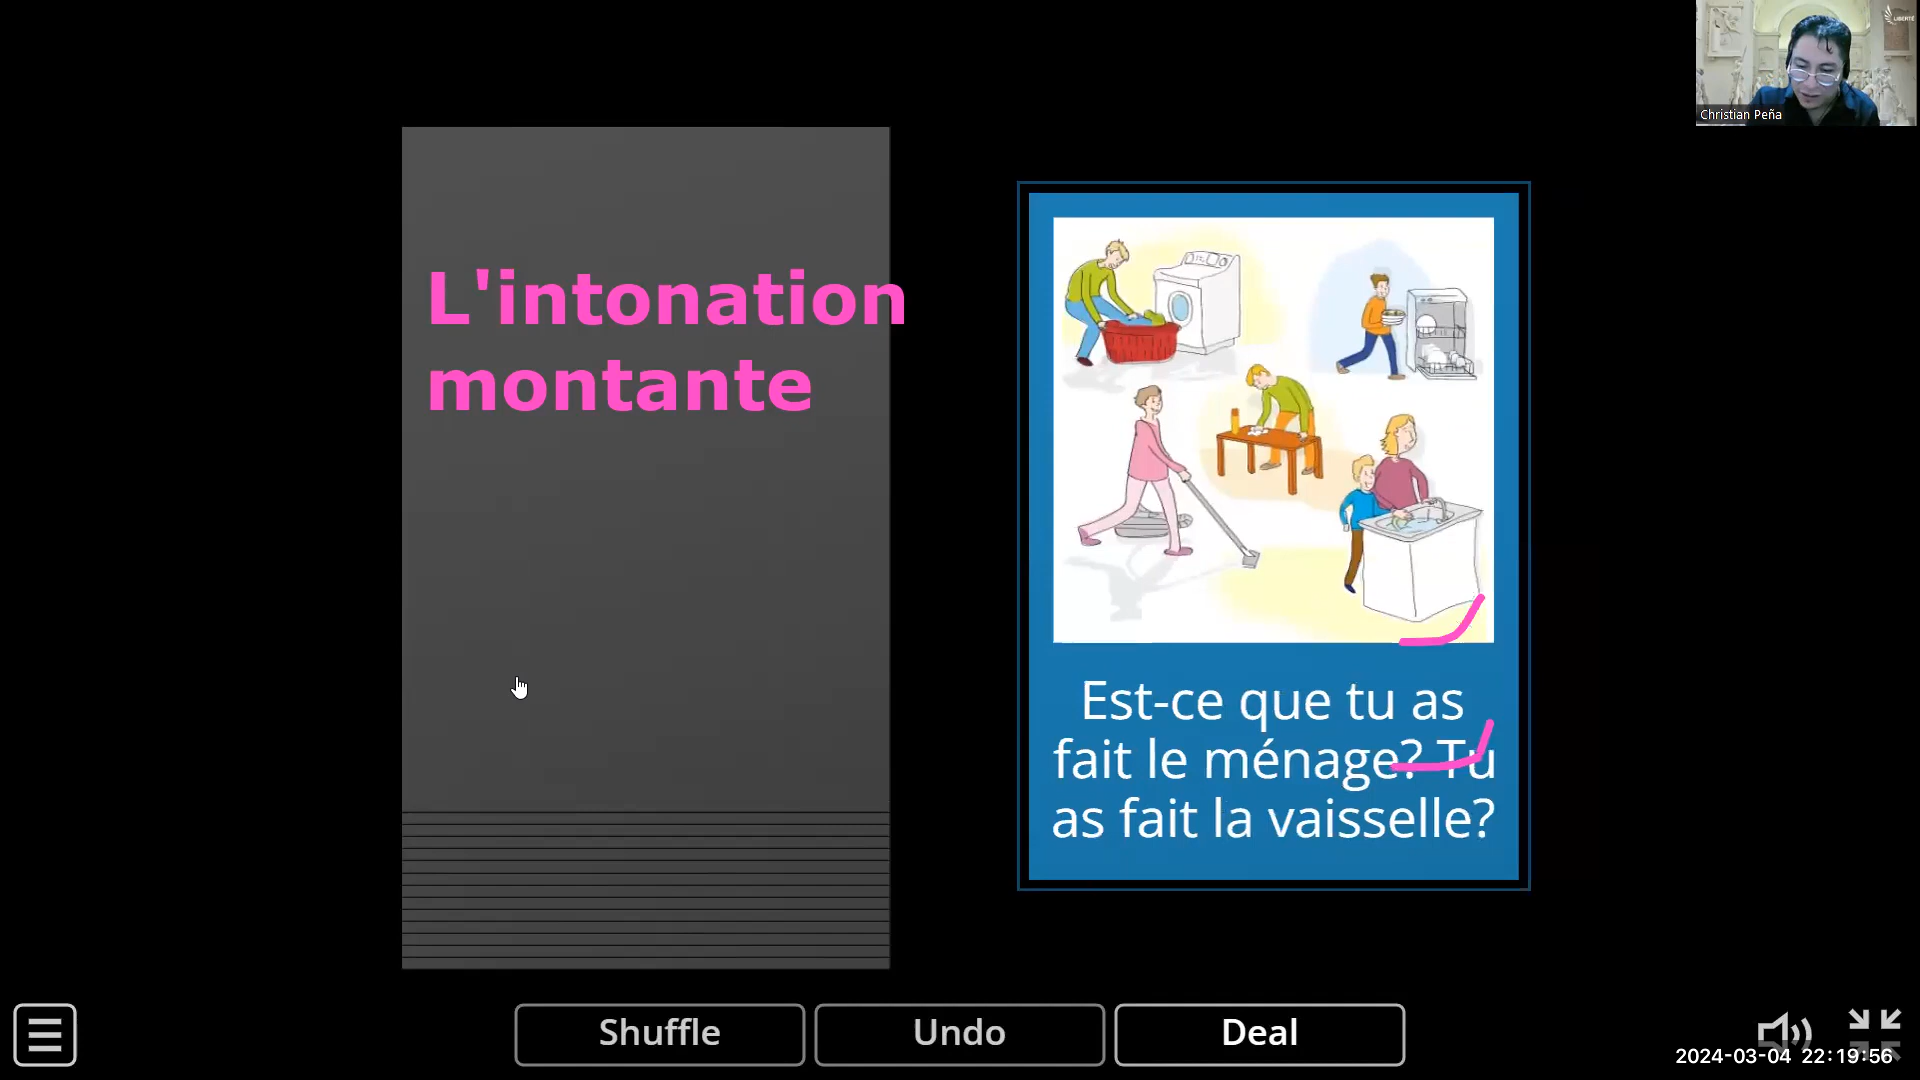 LIBERTÉ
Christian Peña
L'intonation
montante
Est-ce que tu as
fait le ménage? Tu
as fait la vaisselle?
Shuffle
Undo
Deal
2024-03-04 22:19:56